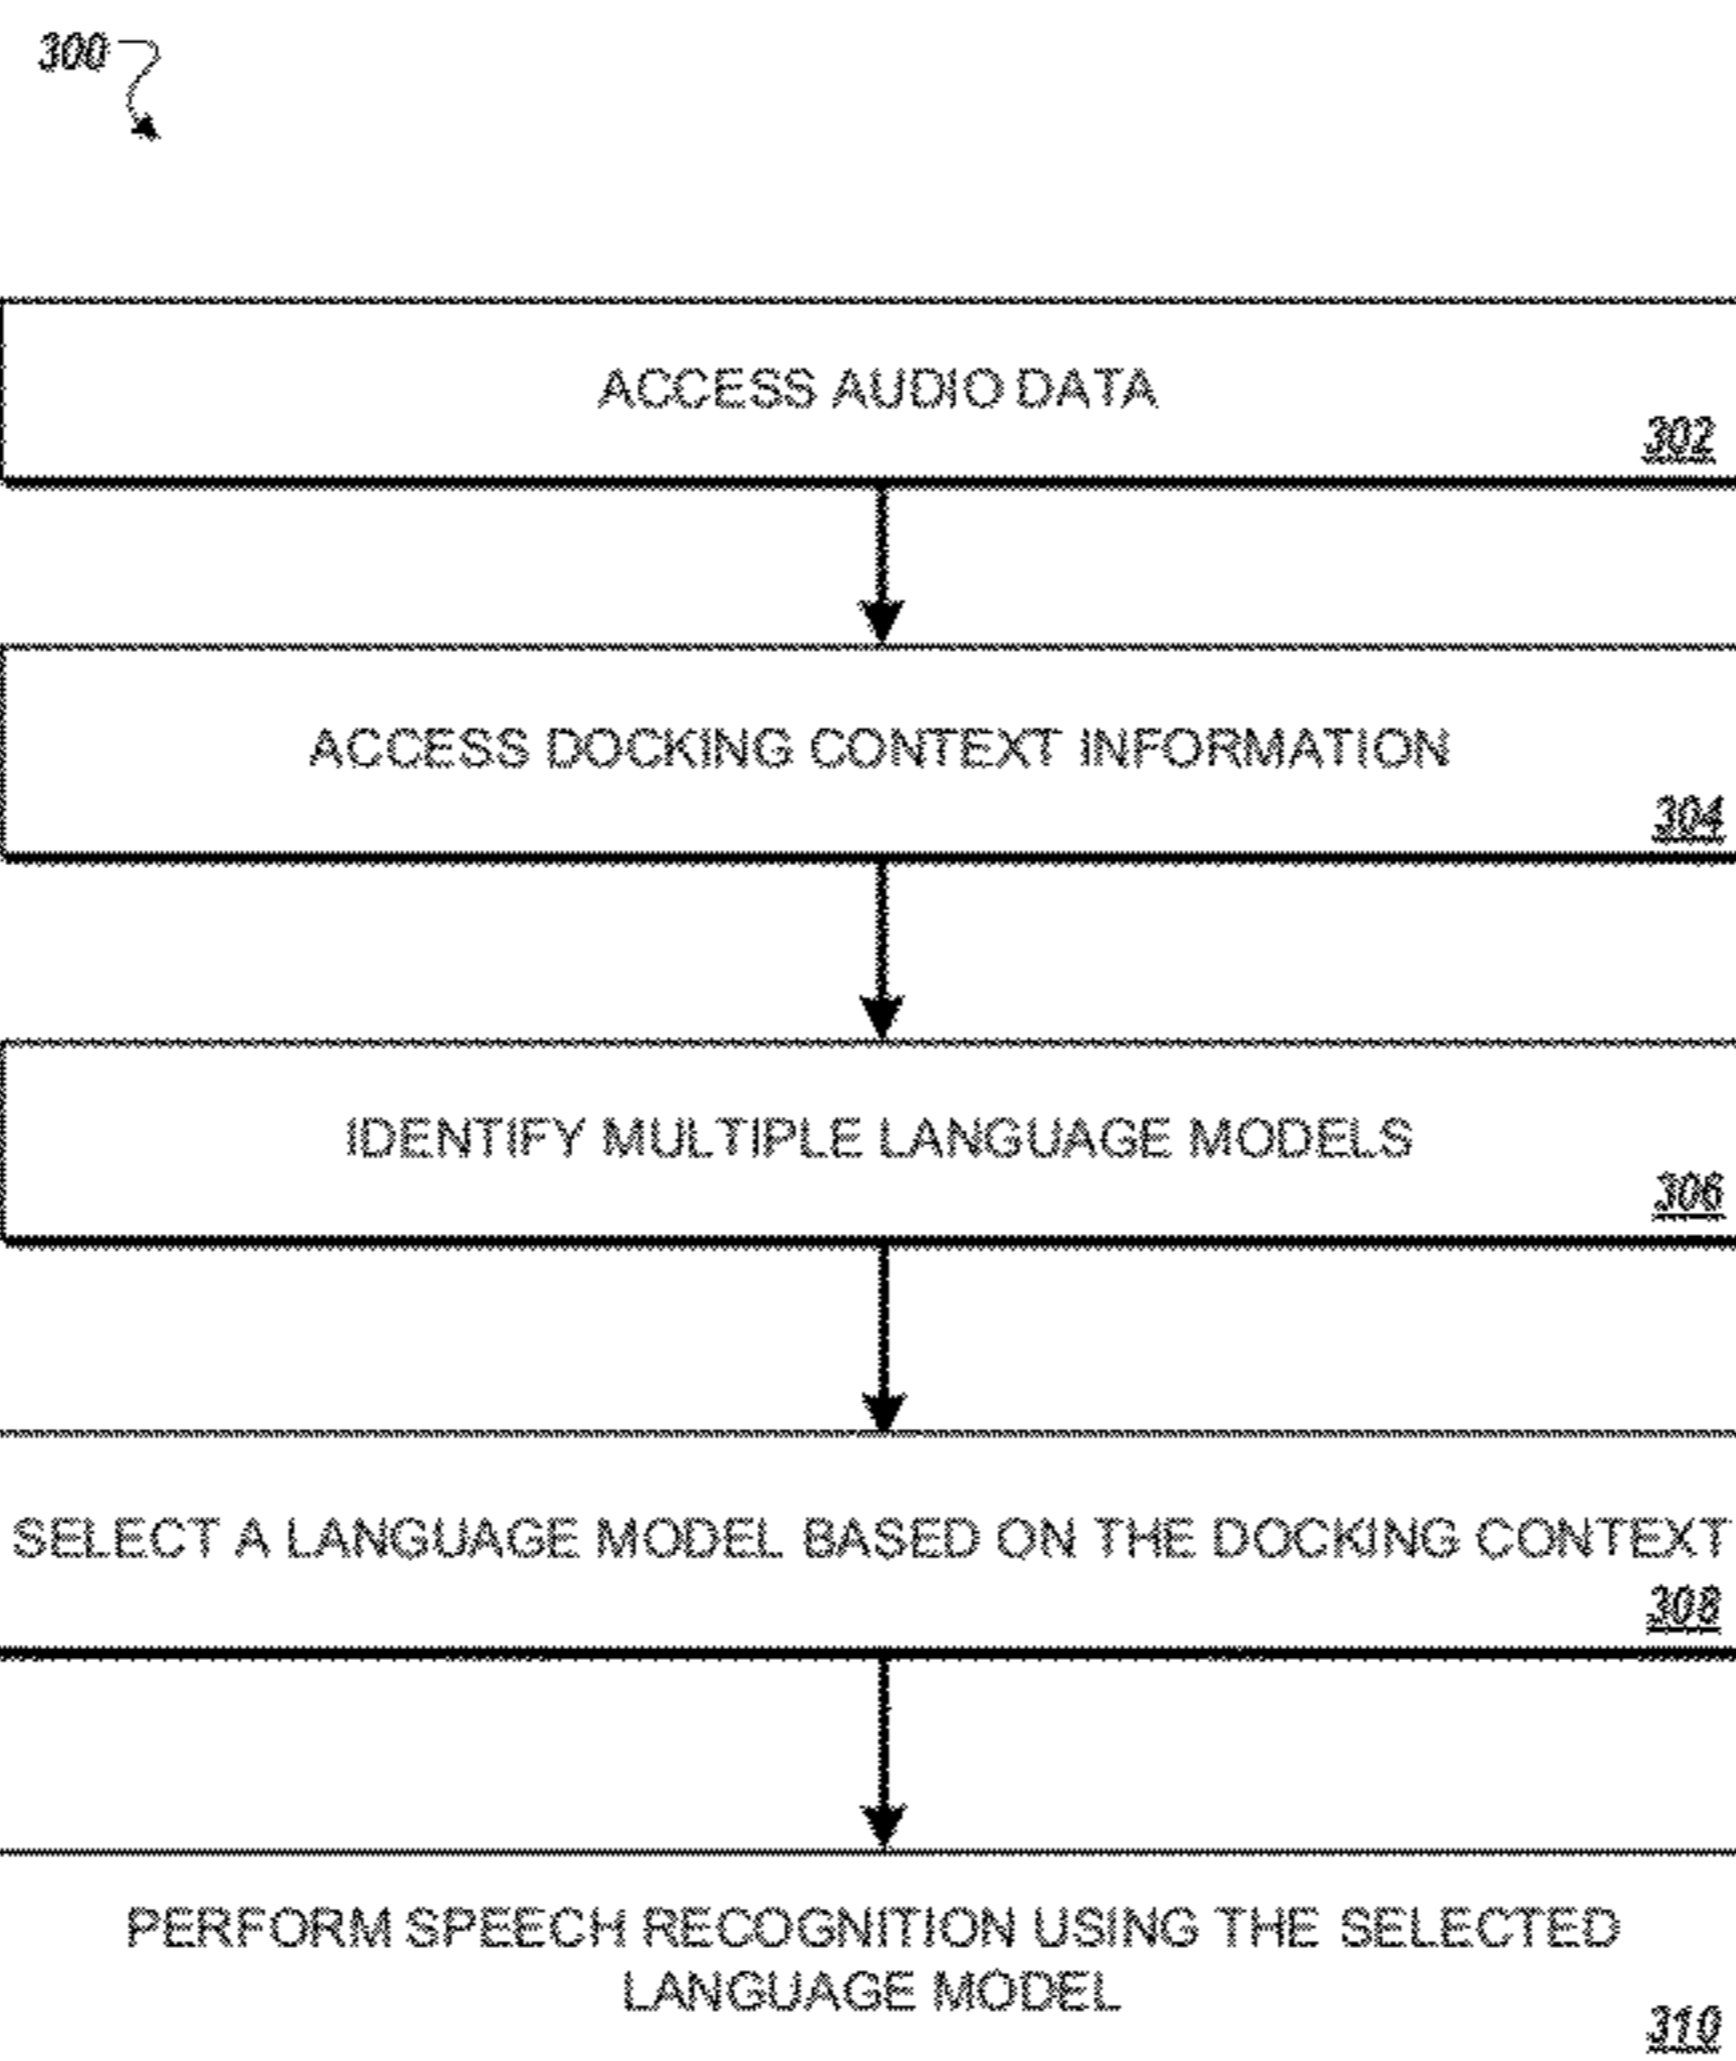 300
ACCESS AUDIO DATA
302
ACCESS DOCKING CONTEXT INFORMATION
304
IDENTIFY MULTIPLE LANGUAGE MODELS
306
SELECT A LANGUAGE MODEL BASED ON THE DOCKING CONTEXT
308
PERFORM SPEECH RECOGNITION USING THE SELECTED
LANGUAGE MODEL
310